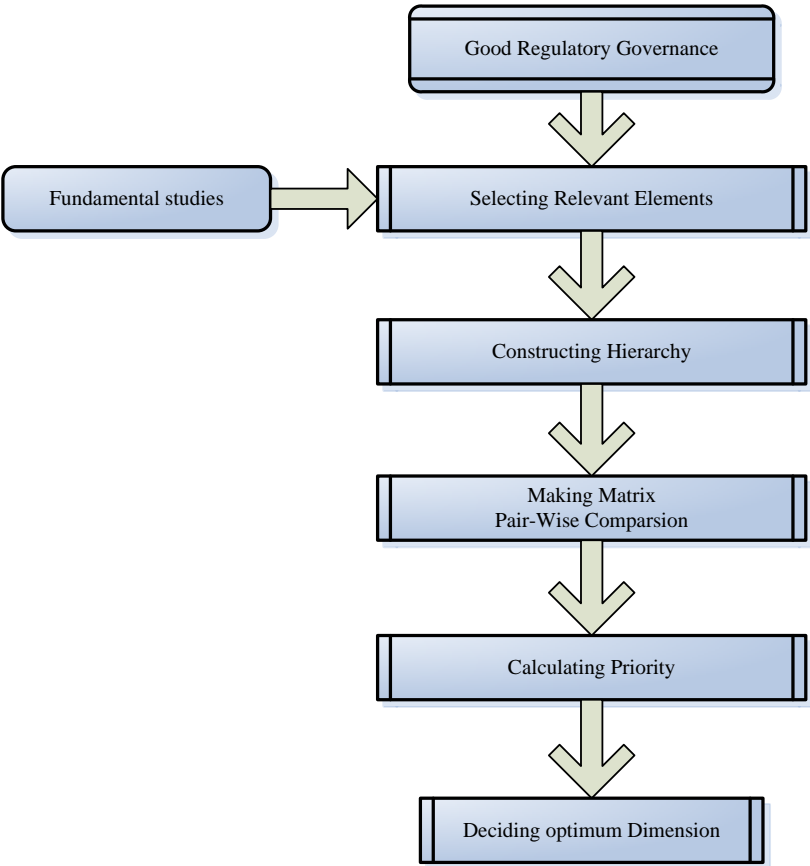 Good Regulatory Governance
Fundamental studies
Selecting Relevant Elements
Constructing Hierarchy
Making Matrix
Pair-Wise Comparsion
Calculating Priority
Deciding optimum Dimension